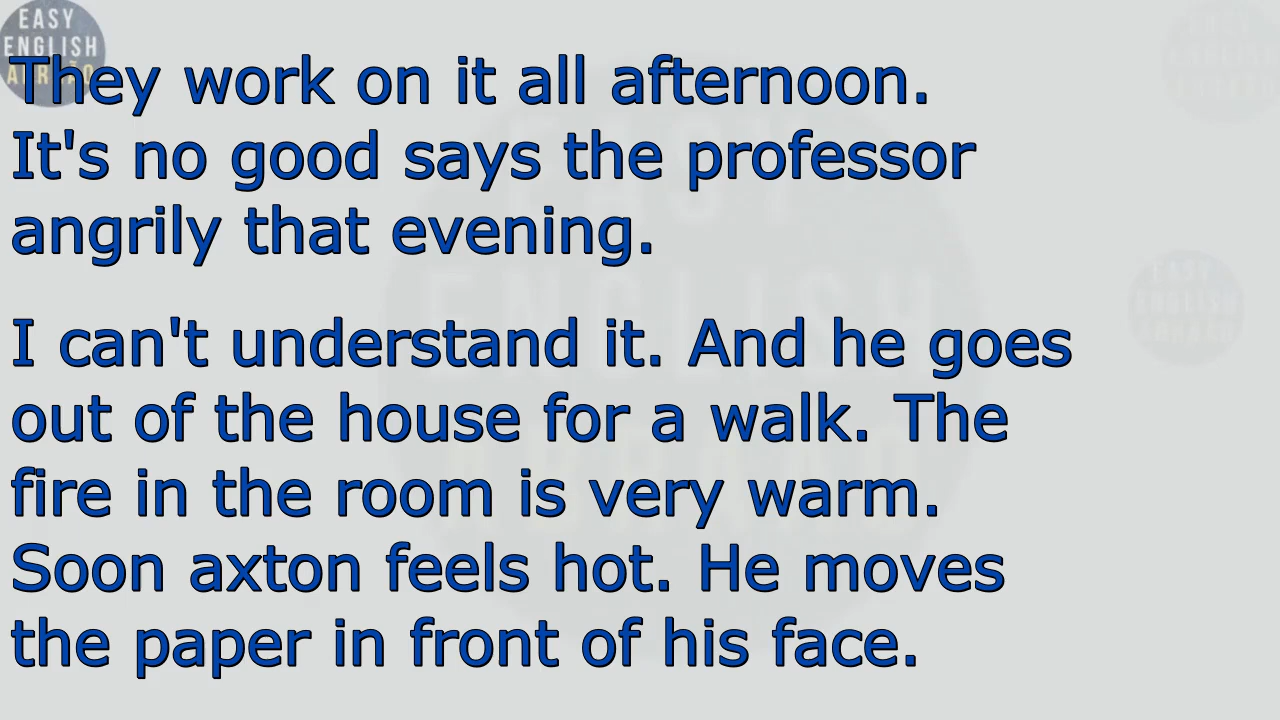 EASY
ENGLISH
They work on it all afternoon.
It's no good says the professor
angrily that evening.
I can't understand it. And he goes
out of the house for a walk. The
fire in the room is very warm.
Soon axton feels hot. He moves
the paper in front of his face.